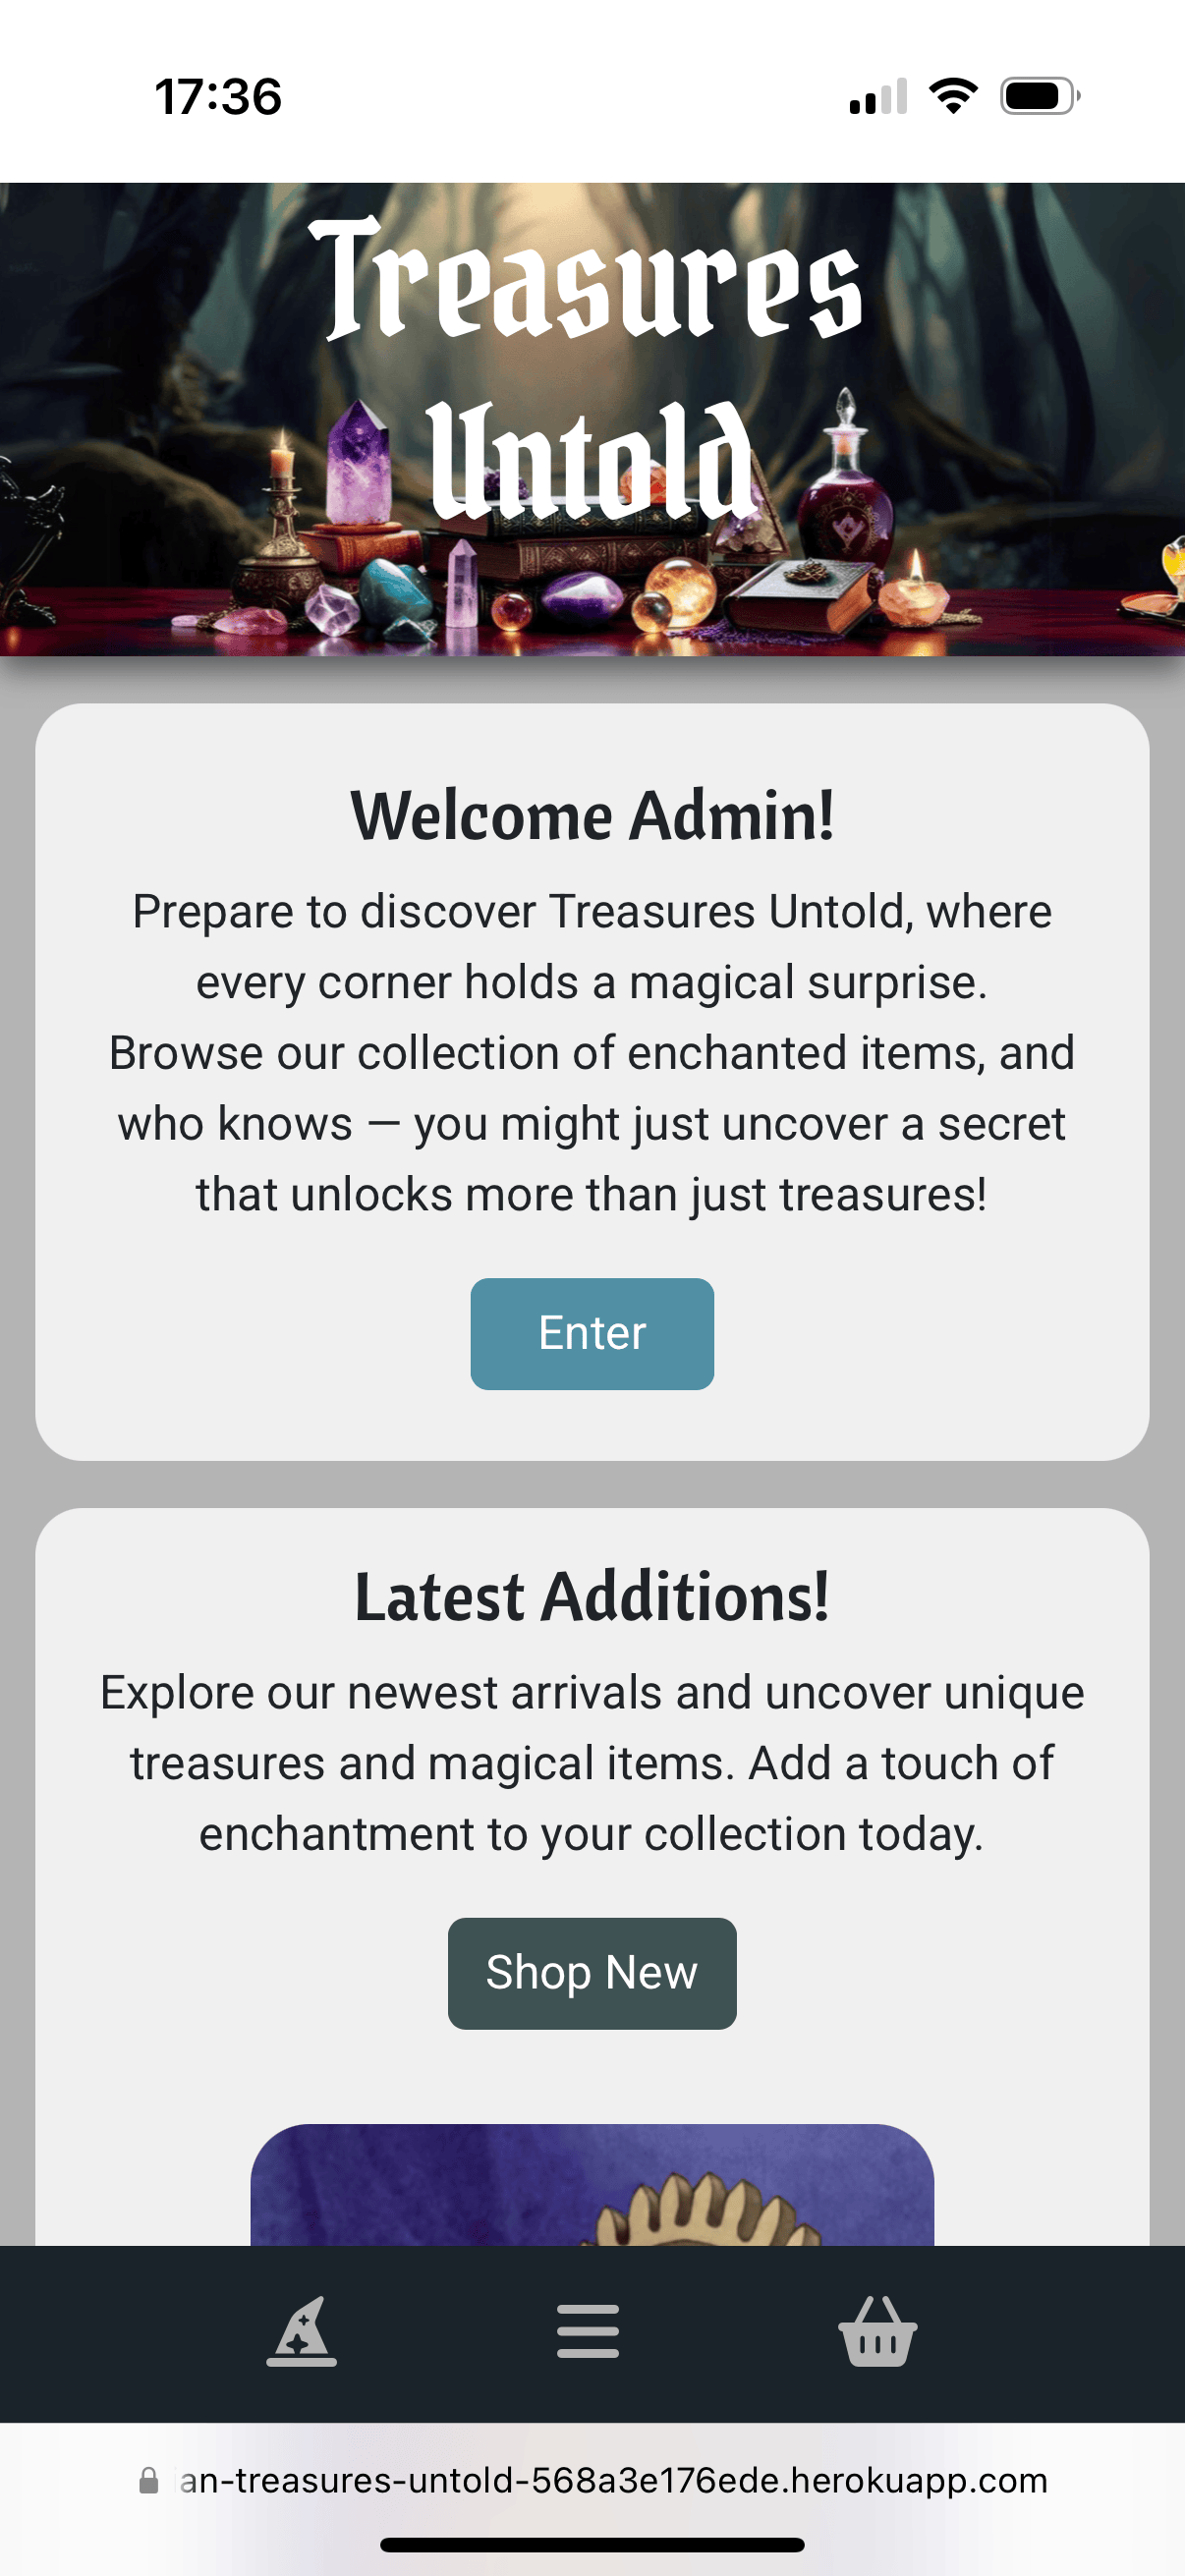 17:36
Treasures
Untold
Welcome Admin!
Prepare to discover Treasures Untold, where
every corner holds a magical surprise.
Browse our collection of enchanted items, and
who knows — you might just uncover a secret
that unlocks more than just treasures!
Enter
Latest Additions!
Explore our newest arrivals and uncover unique
treasures and magical items. Add a touch of
enchantment to your collection today.
Shop New
an-treasures-untold-568a3e176ede.herokuapp.com